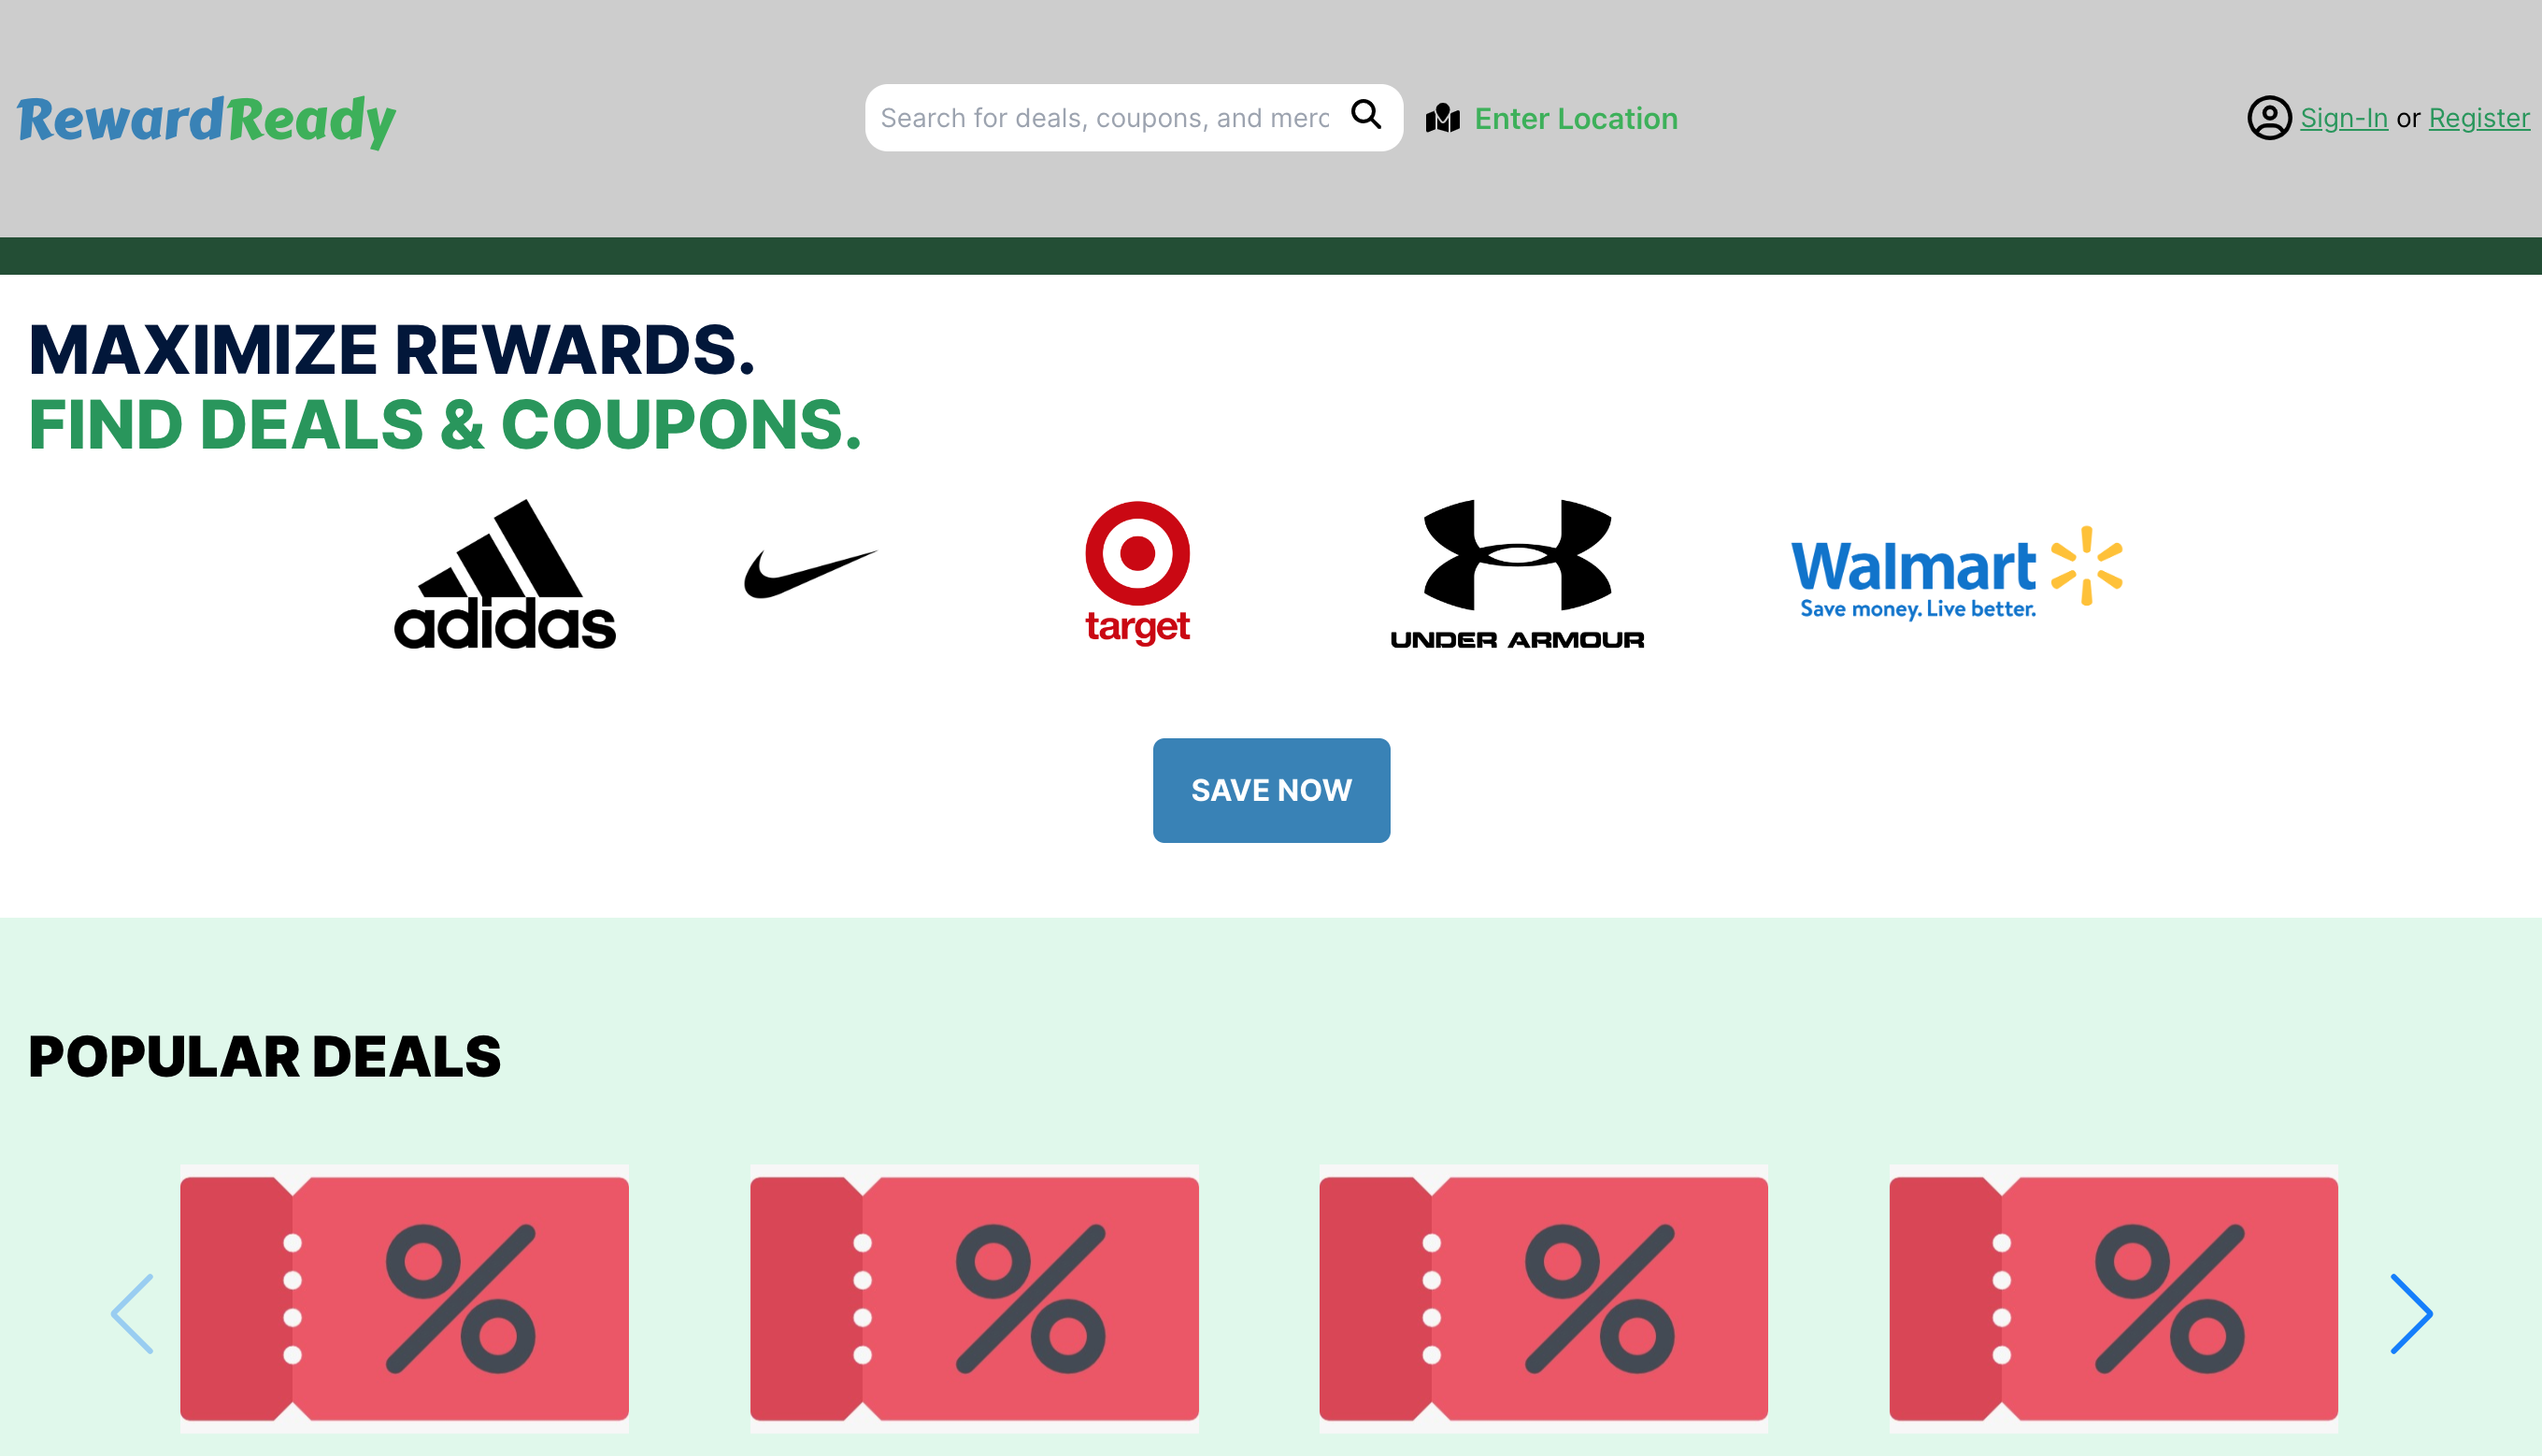 RewardReady
Search for deals, coupons, and merc
Enter Location
Sign-In or Register
MAXIMIZE REWARDS.
FIND DEALS & COUPONS.
adidas
target
UNDER ARMOUR
Walmart
Save money. Live better.
SAVE NOW
POPULAR DEALS
%
%
%
%